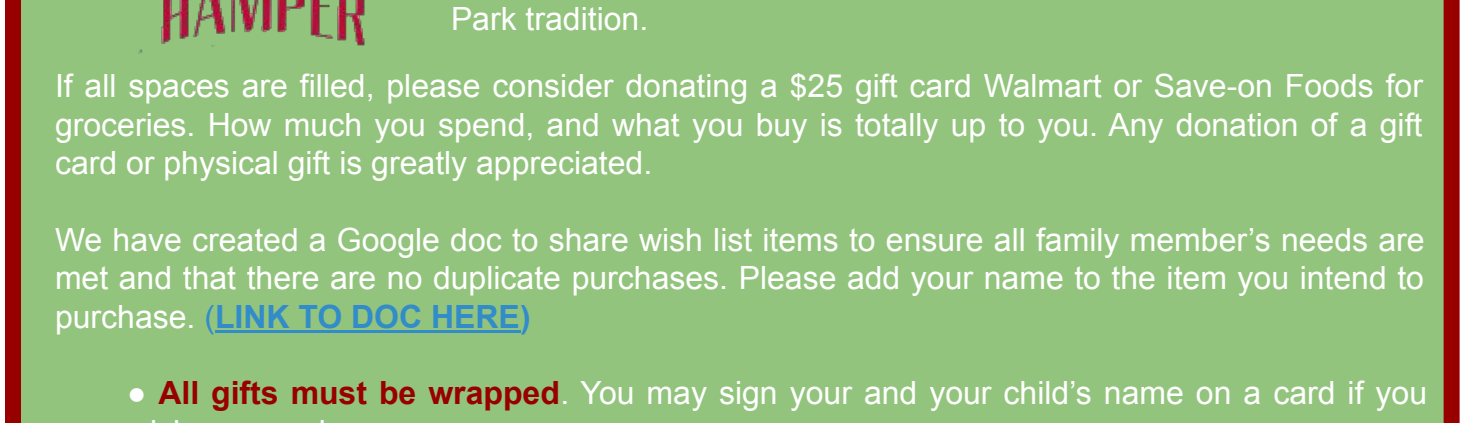 HAMPER
Park tradition.
If all spaces are filled, please consider donating a $25 gift card Walmart or Save-on Foods for
groceries. How much you spend, and what you buy is totally up to you. Any donation of a gift
card or physical gift is greatly appreciated.
We have created a Google doc to share wish list items to ensure all family member’s needs are
met and that there are no duplicate purchases. Please add your name to the item you intend to
purchase. (LINK TO DOC HERE)
● All gifts must be wrapped. You may sign your and your child’s name on a card if you